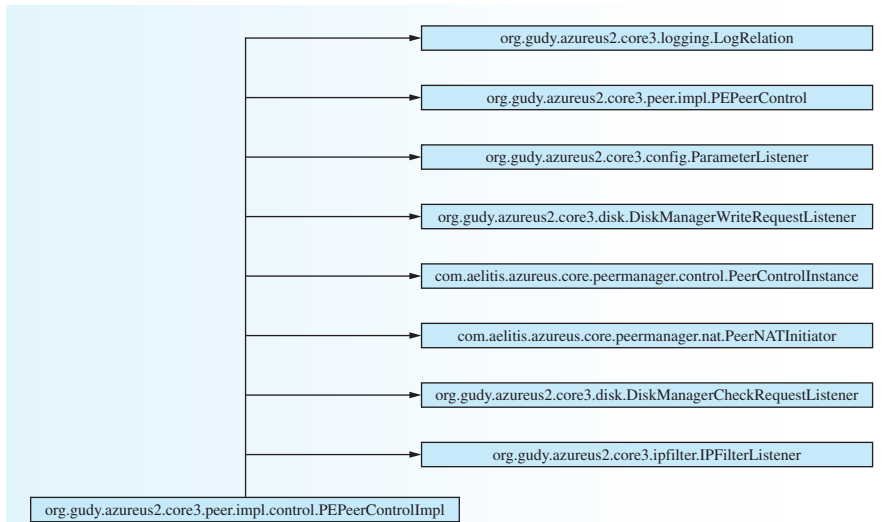 org.gudy.azureus2.core3.logging.LogRelation
org.gudy.azureus2.core3.peer.impl.PEPeerControl
org.gudy.azureus2.core3.config.ParameterListener
org.gudy.azureus2.core3.disk.DiskManagerWriteRequestListener
com.aelitis.azureus.core.peermanager.control.PeerControlInstance
com.aelitis.azureus.core.peermanager.nat.PeerNATInitiator
org.gudy.azureus2.core3.disk.DiskManagerCheckRequestListener
org.gudy.azureus2.core3.ipfilter.IPFilterListener
org.gudy.azureus2.core3.peer.impl.control.PEPeerControlImpl